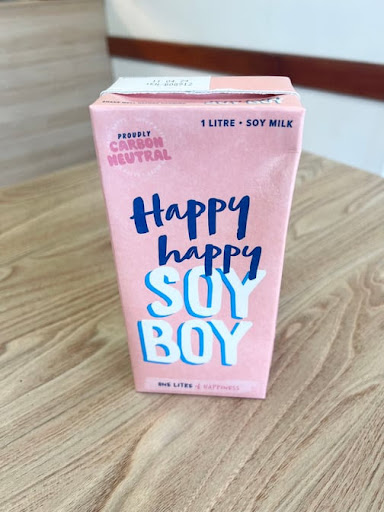 PROUDLY
CARBON
NEUTRAL
1 LITRE • SOY MILK
Happy
happy
SOY
BOY
ONE LITRE of HAPPINESS